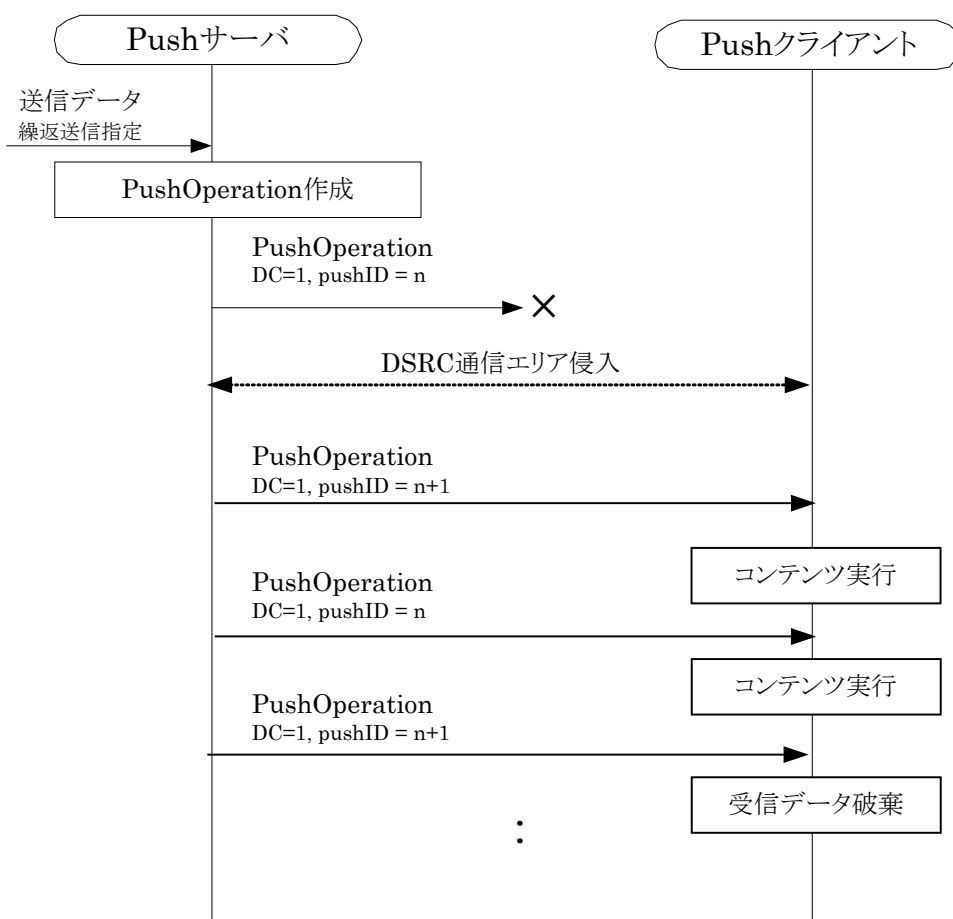 Pushサーバ
Pushクライアント
送信データ
繰返送信指定
PushOperation作成
PushOperation
DC=1, pushID = n
×
DSRC通信エリア侵入
PushOperation
DC=1, pushID = n+1
コンテンツ実行
PushOperation
DC=1, pushID = n
コンテンツ実行
PushOperation
DC=1, pushID = n+1
受信データ破棄
: